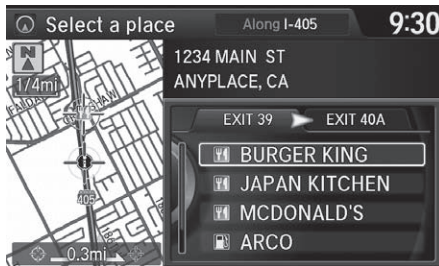 Select a place
Along I-405
9:30
N
1/4mi
1234 MAIN ST
ANYPLACE, CA
EXIT 39
EXIT 40A
BURGER KING
JAPAN KITCHEN
MCDONALD'S
ARCO
405
0.3mi